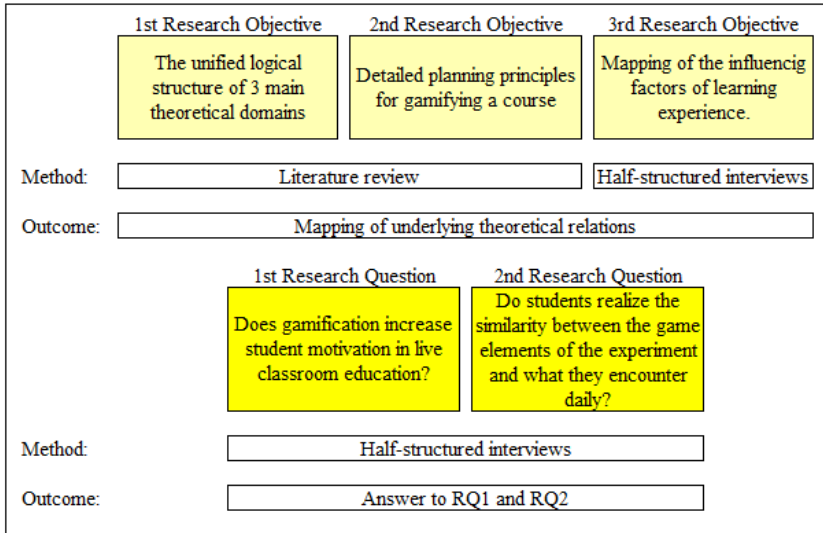 1st Research Objective
2nd Research Objective
3rd Research Objective
The unified logical
structure of 3 main
theoretical domains
Detailed planning principles
for gamifying a course
Mapping of the influencig
factors of learning
experience.
Method:
Literature review
Half-structured interviews
Outcome:
Mapping of underlying theoretical relations
1st Research Question
2nd Research Question
Does gamification increase
student motivation in live
classroom education?
Do students realize the
similarity between the game
elements of the experiment
and what they encounter
daily?
Method:
Half-structured interviews
Outcome:
Answer to RQ1 and RQ2